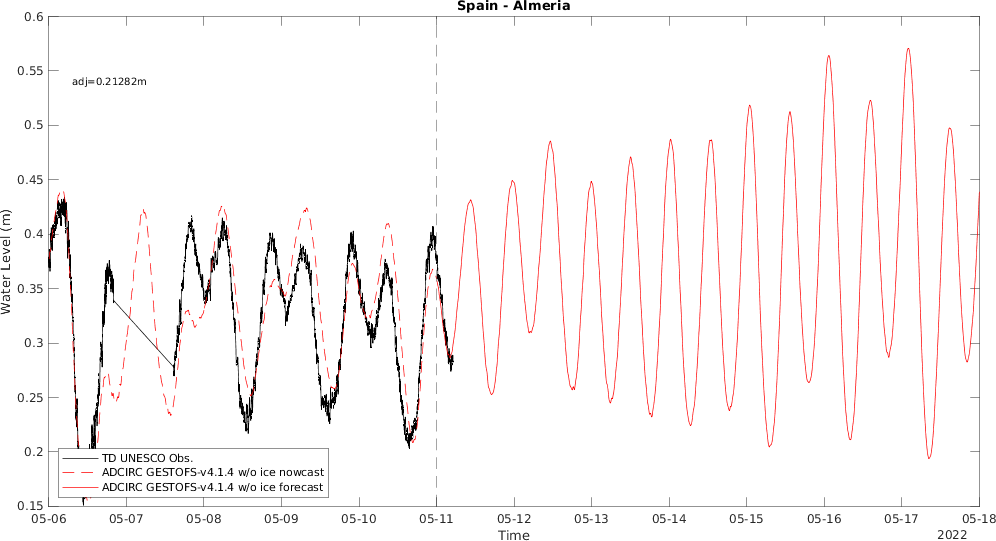 Spain - Almeria
0.6
0.55
0.5
0.45
0.4
0.35
0.3
0.25
0.2
0.15
Water Level (m)
adj=0.21282m
TD UNESCO Obs.
ADCIRC GESTOFS-v4.1.4 w/o ice nowcast
ADCIRC GESTOFS-v4.1.4 w/o ice forecast
05-06 05-07 05-08 05-09 05-10 05-11 05-12 05-13 05-14 05-15 05-16 05-17 05-18
Time
2022